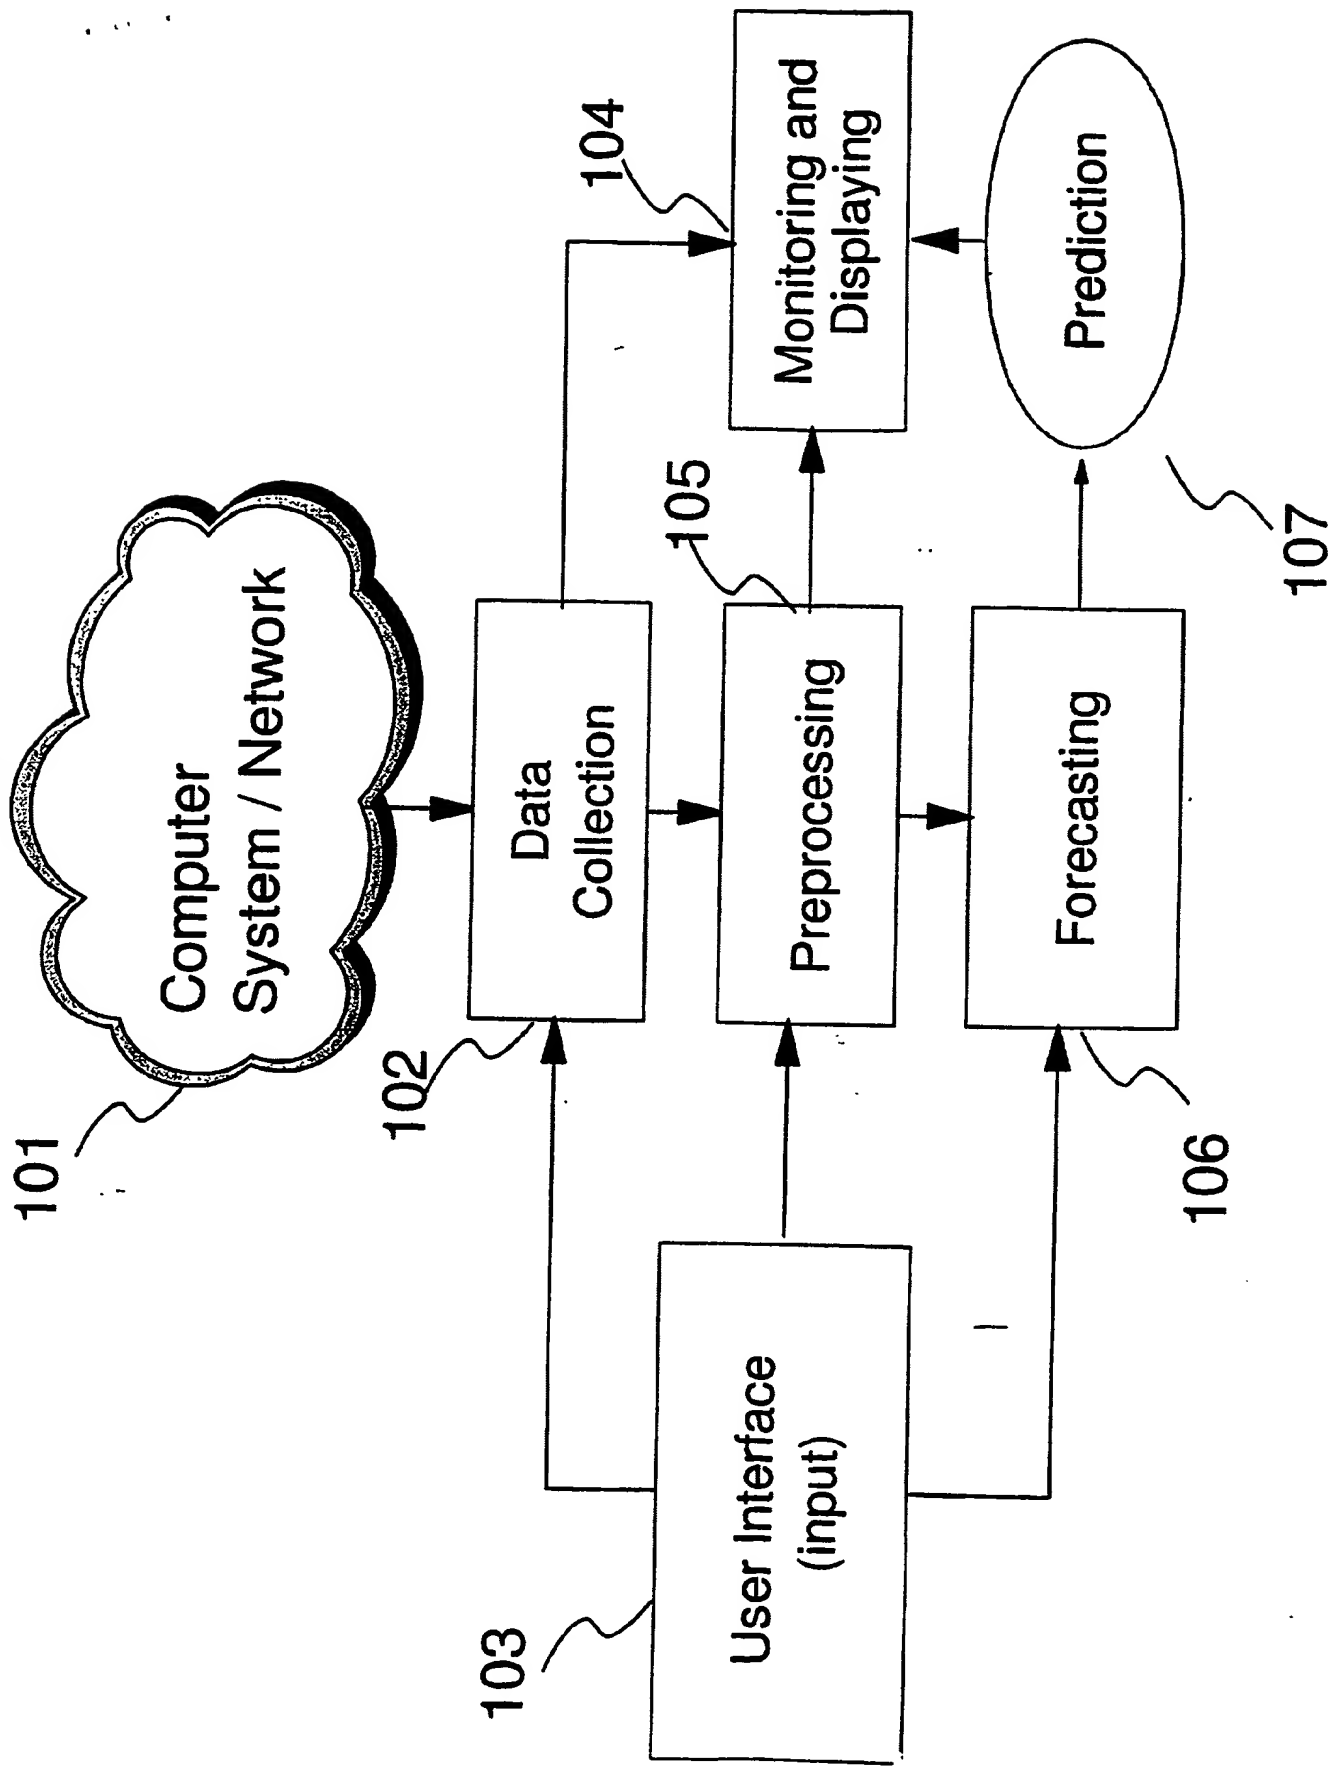 101
Computer
System / Network
102
Data
Collection
104
Monitoring and
Displaying
103
User Interface
(input)
105
Preprocessing
106
Forecasting
Prediction
107